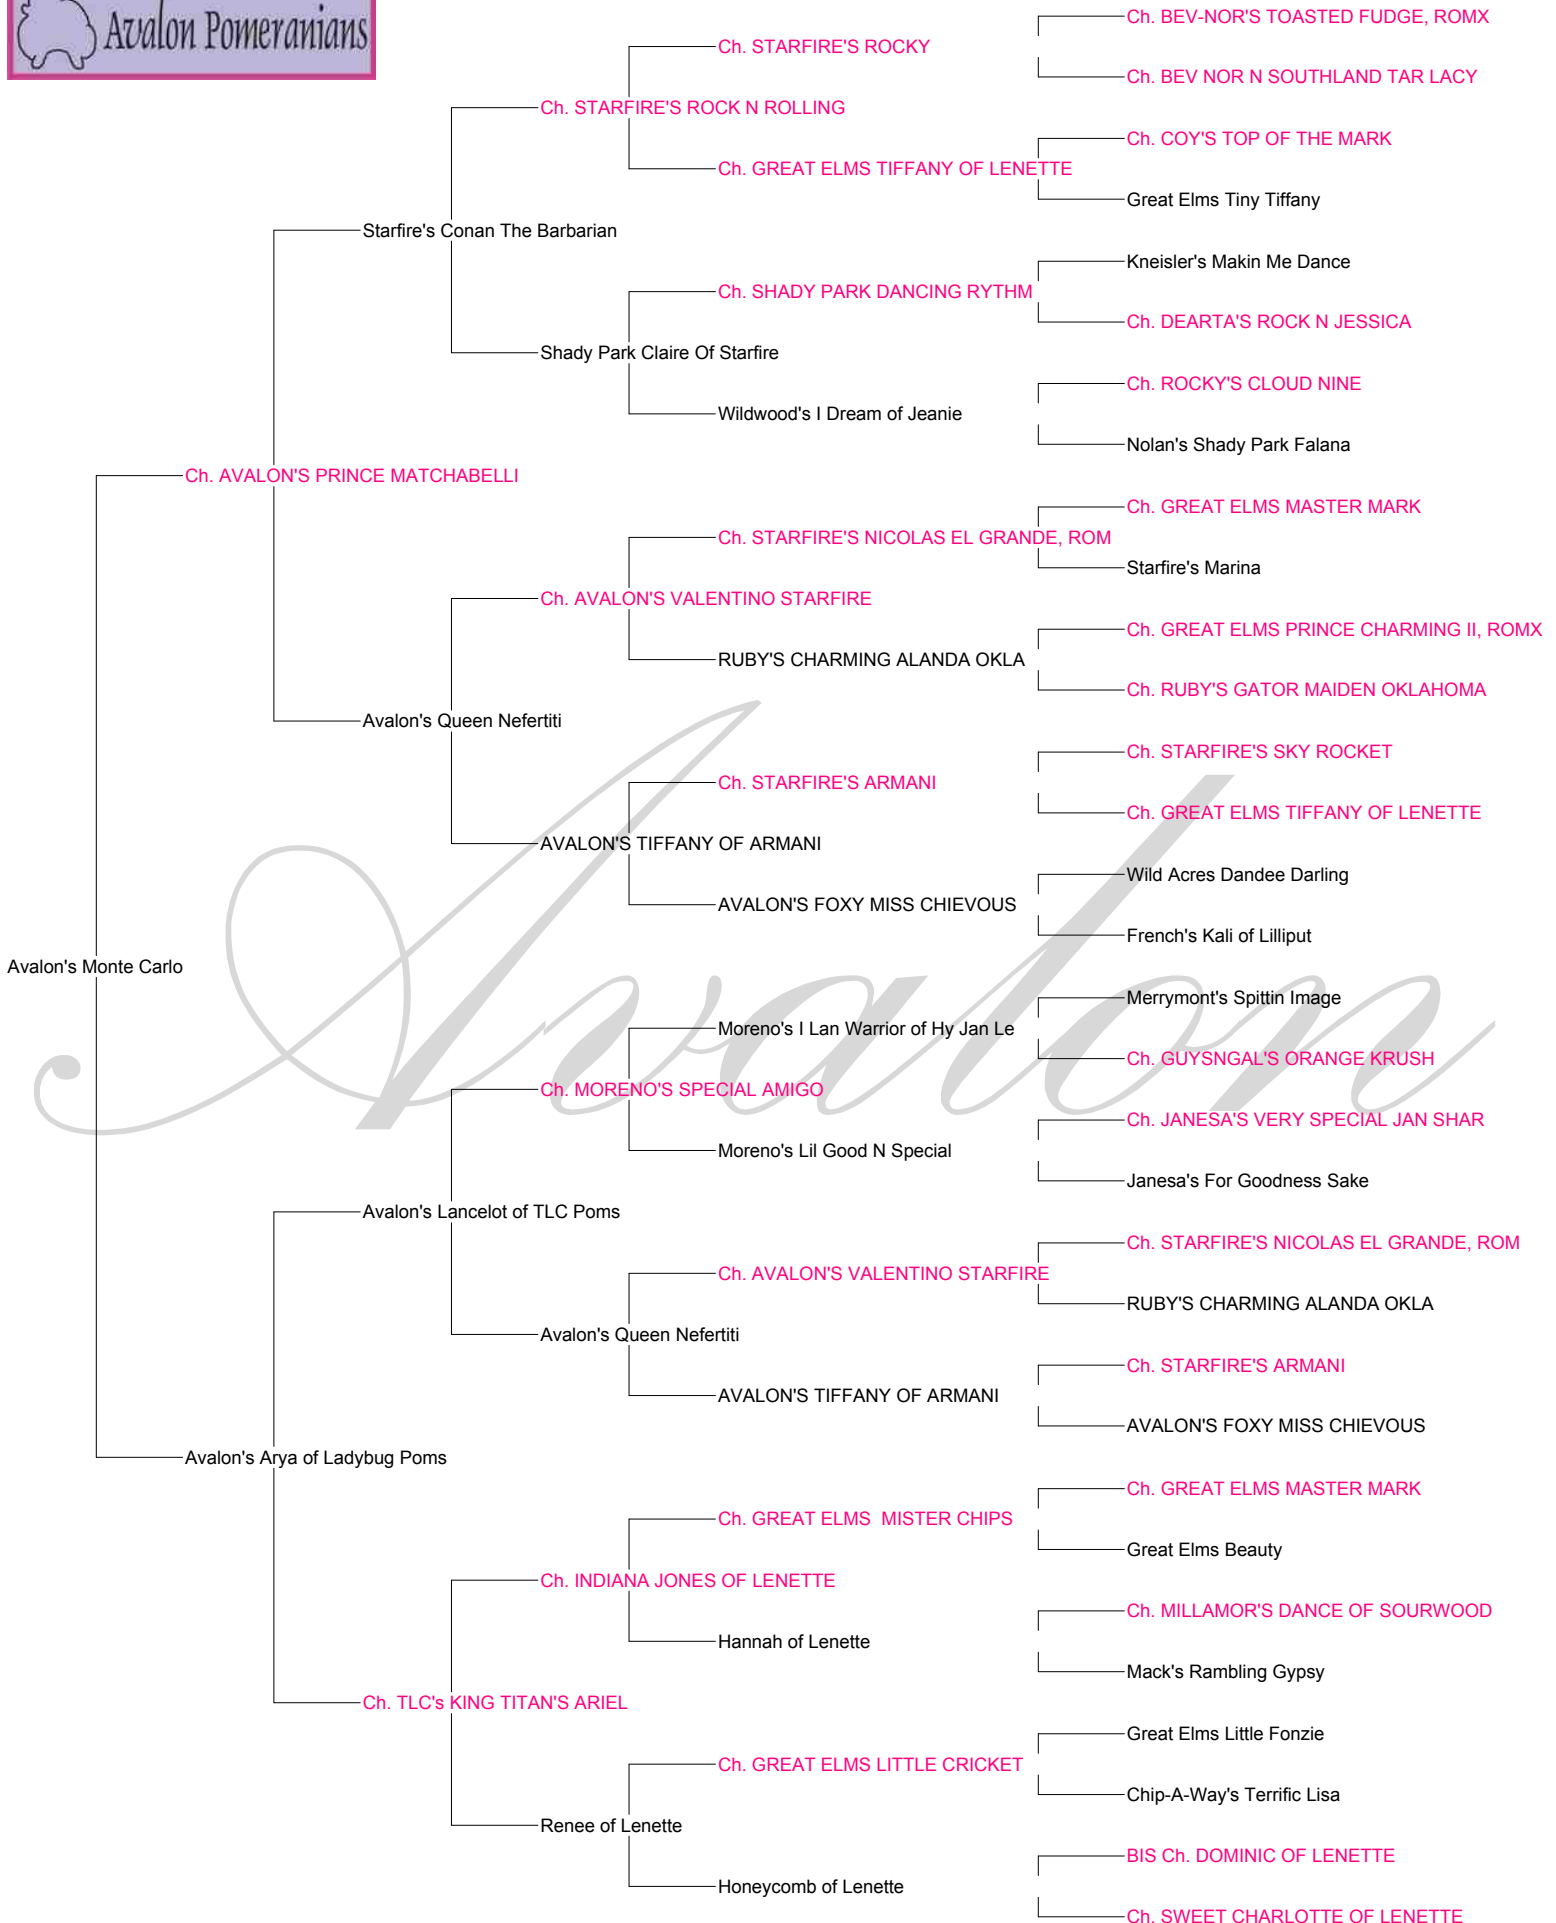 Avalon Pomeranians
Ch. BEV-NOR'S TOASTED FUDGE, ROMX
Ch. STARFIRE'S ROCKY
Ch. BEV NOR N SOUTHLAND TAR LACY
Ch. STARFIRE'S ROCK N ROLLING
Ch. COY'S TOP OF THE MARK
Ch. GREAT ELMS TIFFANY OF LENETTE
Great Elms Tiny Tiffany
Starfire's Conan The Barbarian
Kneisler's Makin Me Dance
Ch. SHADY PARK DANCING RYTHM
Ch. DEARTA'S ROCK N JESSICA
Shady Park Claire Of Starfire
Ch. ROCKY'S CLOUD NINE
Wildwood's I Dream of Jeanie
Nolan's Shady Park Falana
Ch. AVALON'S PRINCE MATCHABELLI
Ch. GREAT ELMS MASTER MARK
Ch. STARFIRE'S NICOLAS EL GRANDE, ROM
Starfire's Marina
Ch. AVALON'S VALENTINO STARFIRE
Ch. GREAT ELMS PRINCE CHARMING II, ROMX
RUBY'S CHARMING ALANDA OKLA
Ch. RUBY'S GATOR MAIDEN OKLAHOMA
Avalon's Queen Nefertiti
Ch. STARFIRE'S SKY ROCKET
Ch. STARFIRE'S ARMANI
Ch. GREAT ELMS TIFFANY OF LENETTE
AVALON'S TIFFANY OF ARMANI
Wild Acres Dandee Darling
AVALON'S FOXY MISS CHIEVOUS
French's Kali of Lilliput
Avalon's Monte Carlo
Avalon
Merrymont's Spittin Image
Moreno's I Lan Warrior of Hy Jan Le
Ch. GUYSNGAL'S ORANGE KRUSH
Ch. MORENO'S SPECIAL AMIGO
Ch. JANESA'S VERY SPECIAL JAN SHAR
Moreno's Lil Good N Special
Janesa's For Goodness Sake
Avalon's Lancelot of TLC Poms
Ch. STARFIRE'S NICOLAS EL GRANDE, ROM
Ch. AVALON'S VALENTINO STARFIRE
RUBY'S CHARMING ALANDA OKLA
Avalon's Queen Nefertiti
Ch. STARFIRE'S ARMANI
AVALON'S TIFFANY OF ARMANI
AVALON'S FOXY MISS CHIEVOUS
Avalon's Arya of Ladybug Poms
Ch. GREAT ELMS MASTER MARK
Ch. GREAT ELMS  MISTER CHIPS
Great Elms Beauty
Ch. INDIANA JONES OF LENETTE
Ch. MILLAMOR'S DANCE OF SOURWOOD
Hannah of Lenette
Mack's Rambling Gypsy
Ch. TLC's KING TITAN'S ARIEL
Great Elms Little Fonzie
Ch. GREAT ELMS LITTLE CRICKET
Chip-A-Way's Terrific Lisa
Renee of Lenette
BIS Ch. DOMINIC OF LENETTE
Honeycomb of Lenette
Ch. SWEET CHARLOTTE OF LENETTE